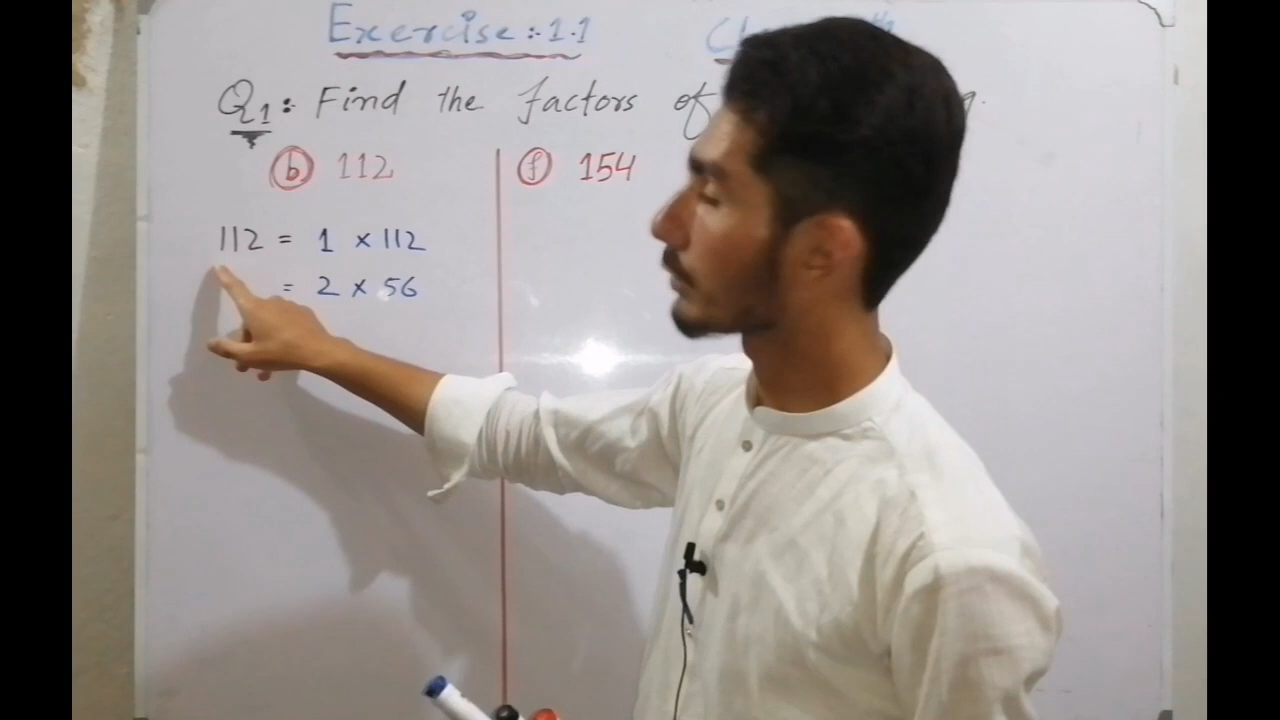 Exercise:-1.1
Q1: Find the factors of
(b) 112
(f) 154
112 = 1 × 112
= 2 × 56